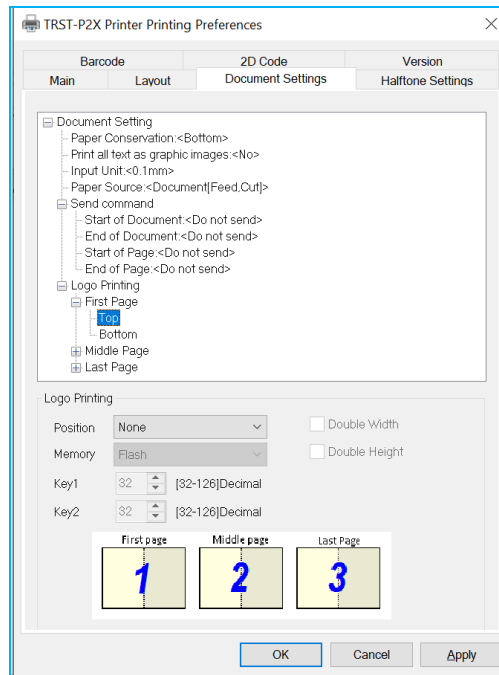 TRST-P2X Printer Printing Preferences
Barcode 2D Code Version
Main Layout Document Settings Halftone Settings
Document Setting
Paper Conservation:<Bottom>
Print all text as graphic images:<No>
Input Unit:<0.1mm>
Paper Source:<Document[Feed,Cut]>
Send command
Start of Document:<Do not send>
End of Document:<Do not send>
Start of Page:<Do not send>
End of Page:<Do not send>
Logo Printing
First Page
Top
Bottom
Middle Page
Last Page
Logo Printing
Position None Double Width
Memory Flash Double Height
Key1 32 [32-126]Decimal
Key2 32 [32-126]Decimal
First page Middle page Last Page
1 2 3
OK Cancel Apply